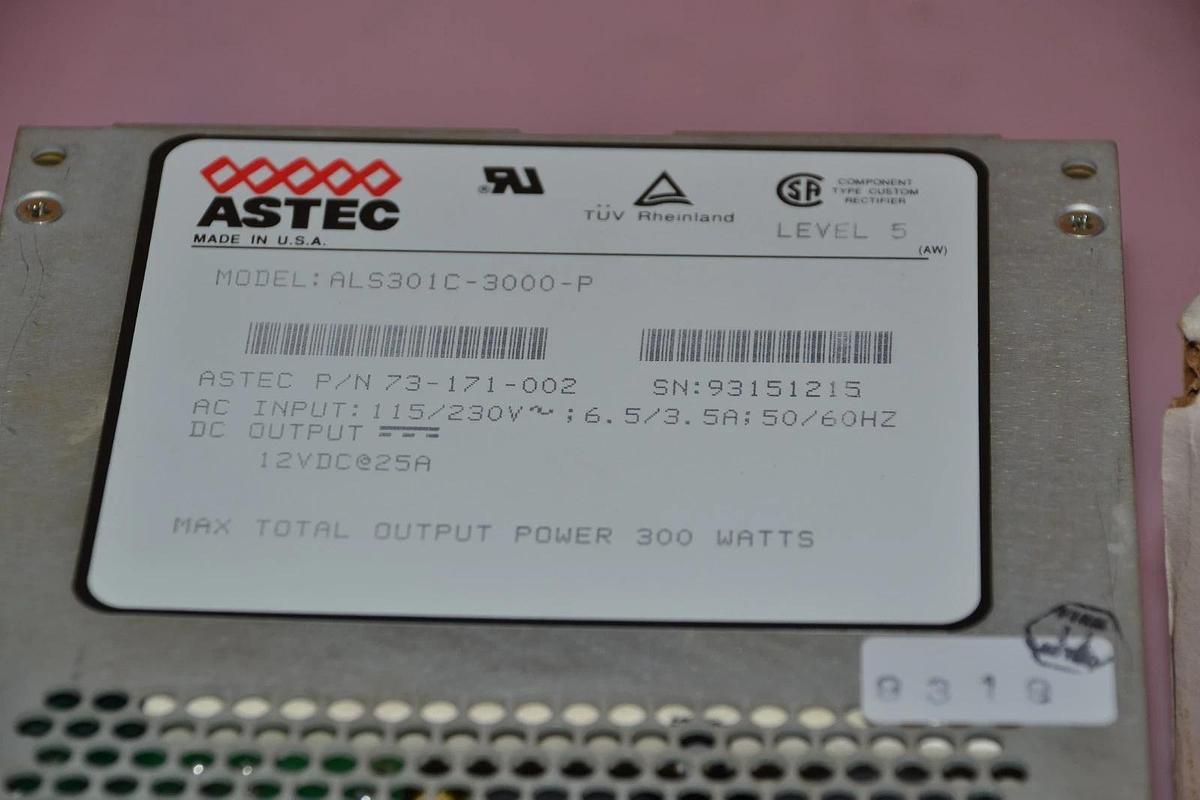 ASTEC
MADE IN U.S.A.
TÜV Rheinland
COMPONENT
TYPE CUSTOM
RECTIFIER
LEVEL 5
(AW)
MODEL:ALS301C-3000-P
ASTEC P/N 73-171-002 SN:93151215
AC INPUT:115/230V~;6.5/3.5A;50/60HZ
DC OUTPUT
12VDC@25A
MAX TOTAL OUTPUT POWER 300 WATTS